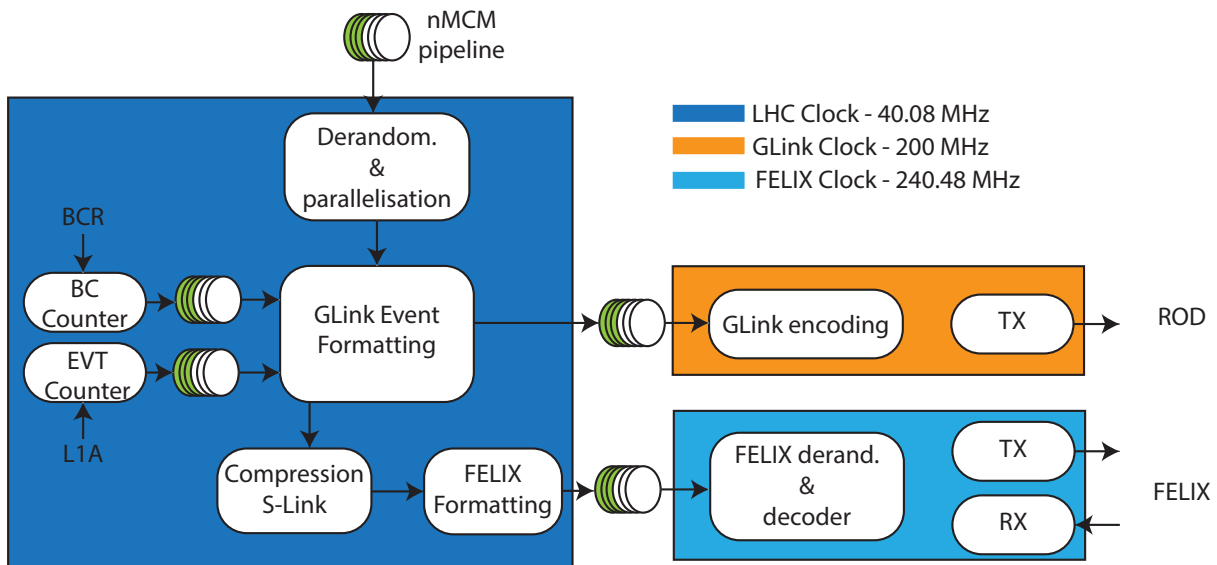 nMCM
pipeline
Derandom.
&
parallelisation
LHC Clock - 40.08 MHz
GLink Clock - 200 MHz
FELIX Clock - 240.48 MHz
BCR
BC
Counter
EVT
Counter
L1A
GLink Event
Formatting
GLink encoding
TX
ROD
Compression
S-Link
FELIX
Formatting
FELIX derand.
&
decoder
TX
RX
FELIX